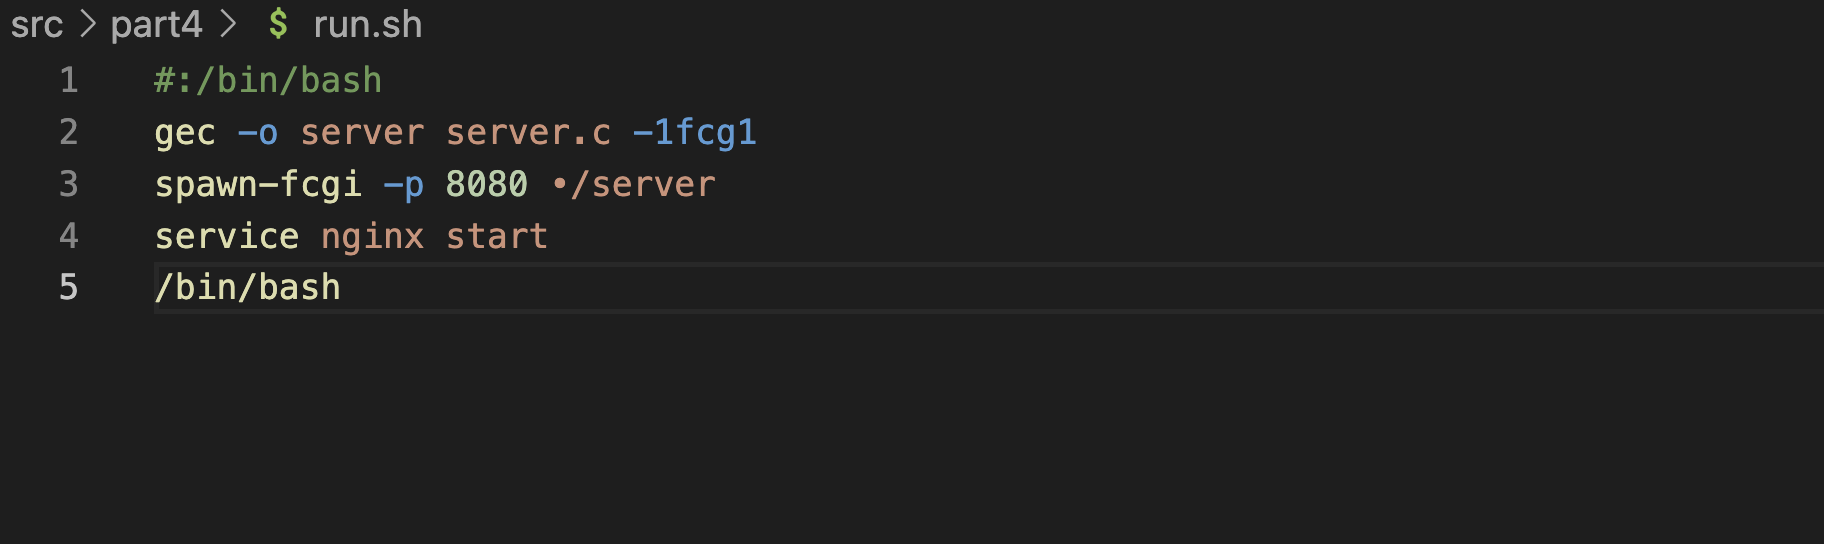 src > part4 > $ run.sh
1 #:/bin/bash
2 gec -o server server.c -1fcg1
3 spawn-fcgi -p 8080 •/server
4 service nginx start
5 /bin/bash